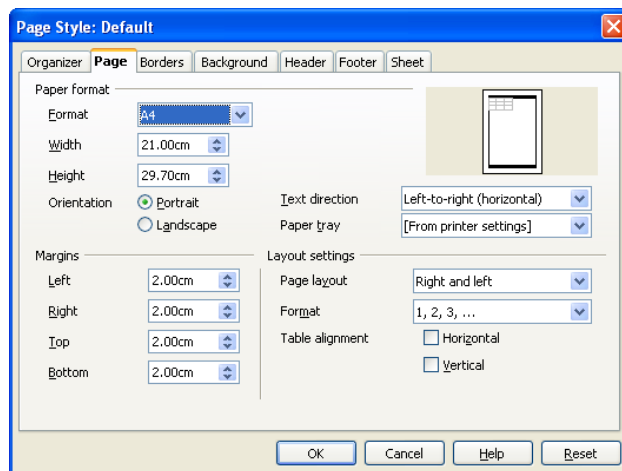 Page Style: Default
Organizer Page Borders Background Header Footer Sheet
Paper format
Format A4
Width 21.00cm
Height 29.70cm
Orientation Portrait
Landscape
Text direction Left-to-right (horizontal)
Paper tray [From printer settings]
Margins
Left 2.00cm
Right 2.00cm
Top 2.00cm
Bottom 2.00cm
Layout settings
Page layout Right and left
Format 1, 2, 3, ...
Table alignment Horizontal
Vertical
OK Cancel Help Reset